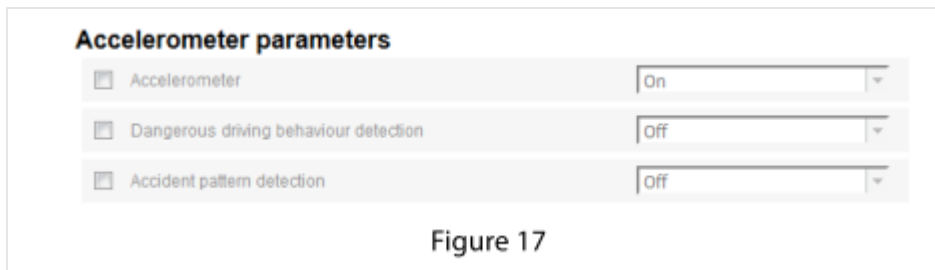 Accelerometer parameters
Accelerometer On
Dangerous driving behaviour detection Off
Accident pattern detection Off
Figure 17